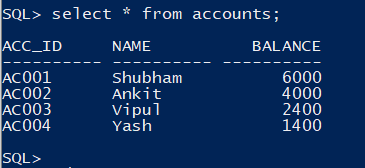 SQL> select * from accounts;
ACC_ID     NAME          BALANCE
---------- ---------- ----------
AC001      Shubham          6000
AC002      Ankit            4000
AC003      Vipul            2400
AC004      Yash             1400
SQL>